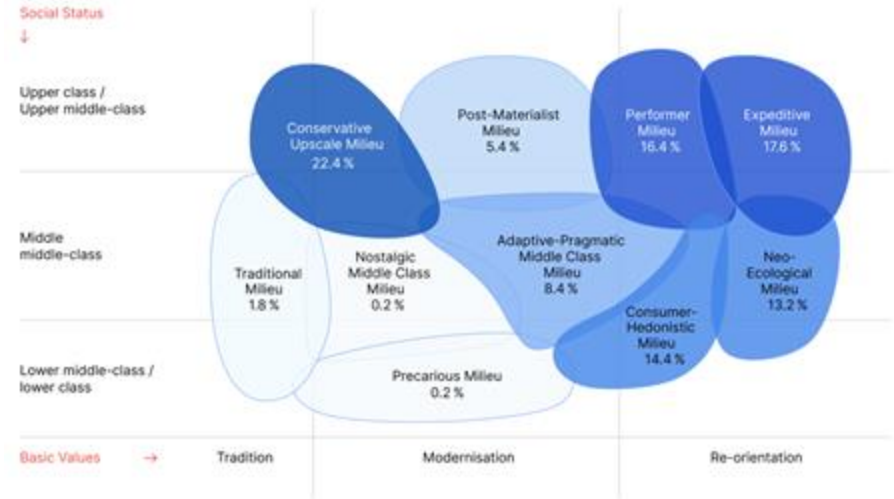 Social Status
↓
Upper class /
Upper middle-class
Conservative
Upscale Milieu
22.4 %
Post-Materialist
Milieu
5.4 %
Performer
Milieu
16.4 %
Expeditive
Milieu
17.6 %
Middle
middle-class
Traditional
Milieu
1.8 %
Nostalgic
Middle Class
Milieu
0.2 %
Adaptive-Pragmatic
Middle Class
Milieu
8.4 %
Neo-
Ecological
Milieu
13.2 %
Consumer-
Hedonistic
Milieu
14.4 %
Lower middle-class /
lower class
Precarious Milieu
0.2 %
Basic Values →
Tradition
Modernisation
Re-orientation